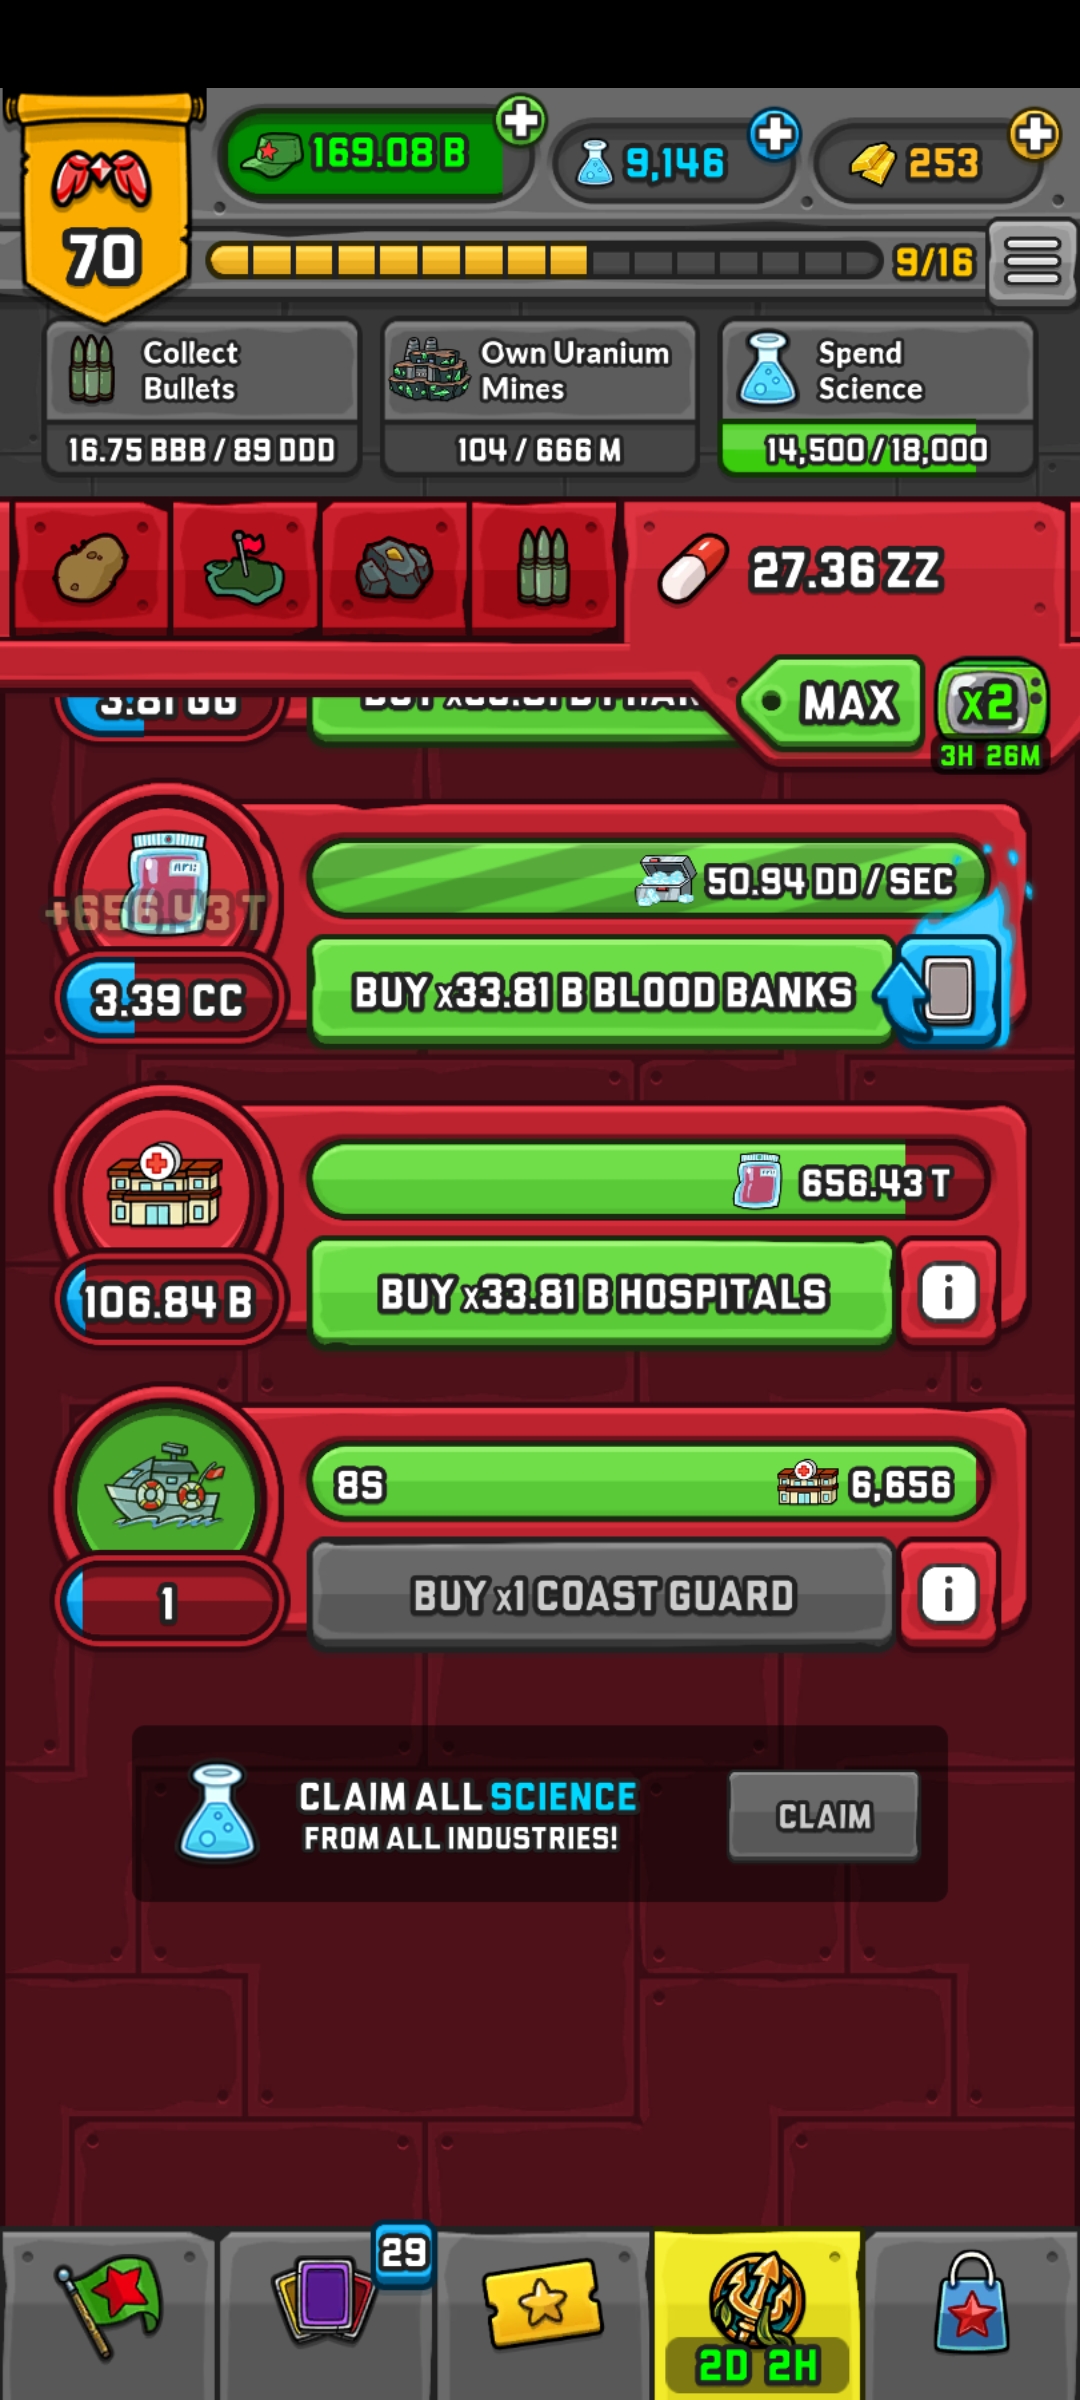 169.08 B
9,146
253
70
9/16
Collect
Bullets
Own Uranium
Mines
Spend
Science
16.75 BBB / 89 DDD
104 / 666 M
14,500/18,000
27.36 ZZ
MAX
x2
3H 26M
3.81 GG
50.94 DD / SEC
+656.43 T
3.39 CC
BUY x33.81 B BLOOD BANKS
656.43 T
106.84 B
BUY x33.81 B HOSPITALS
8S
6,656
1
BUY x1 COAST GUARD
CLAIM ALL SCIENCE
FROM ALL INDUSTRIES!
CLAIM
29
2D 2H